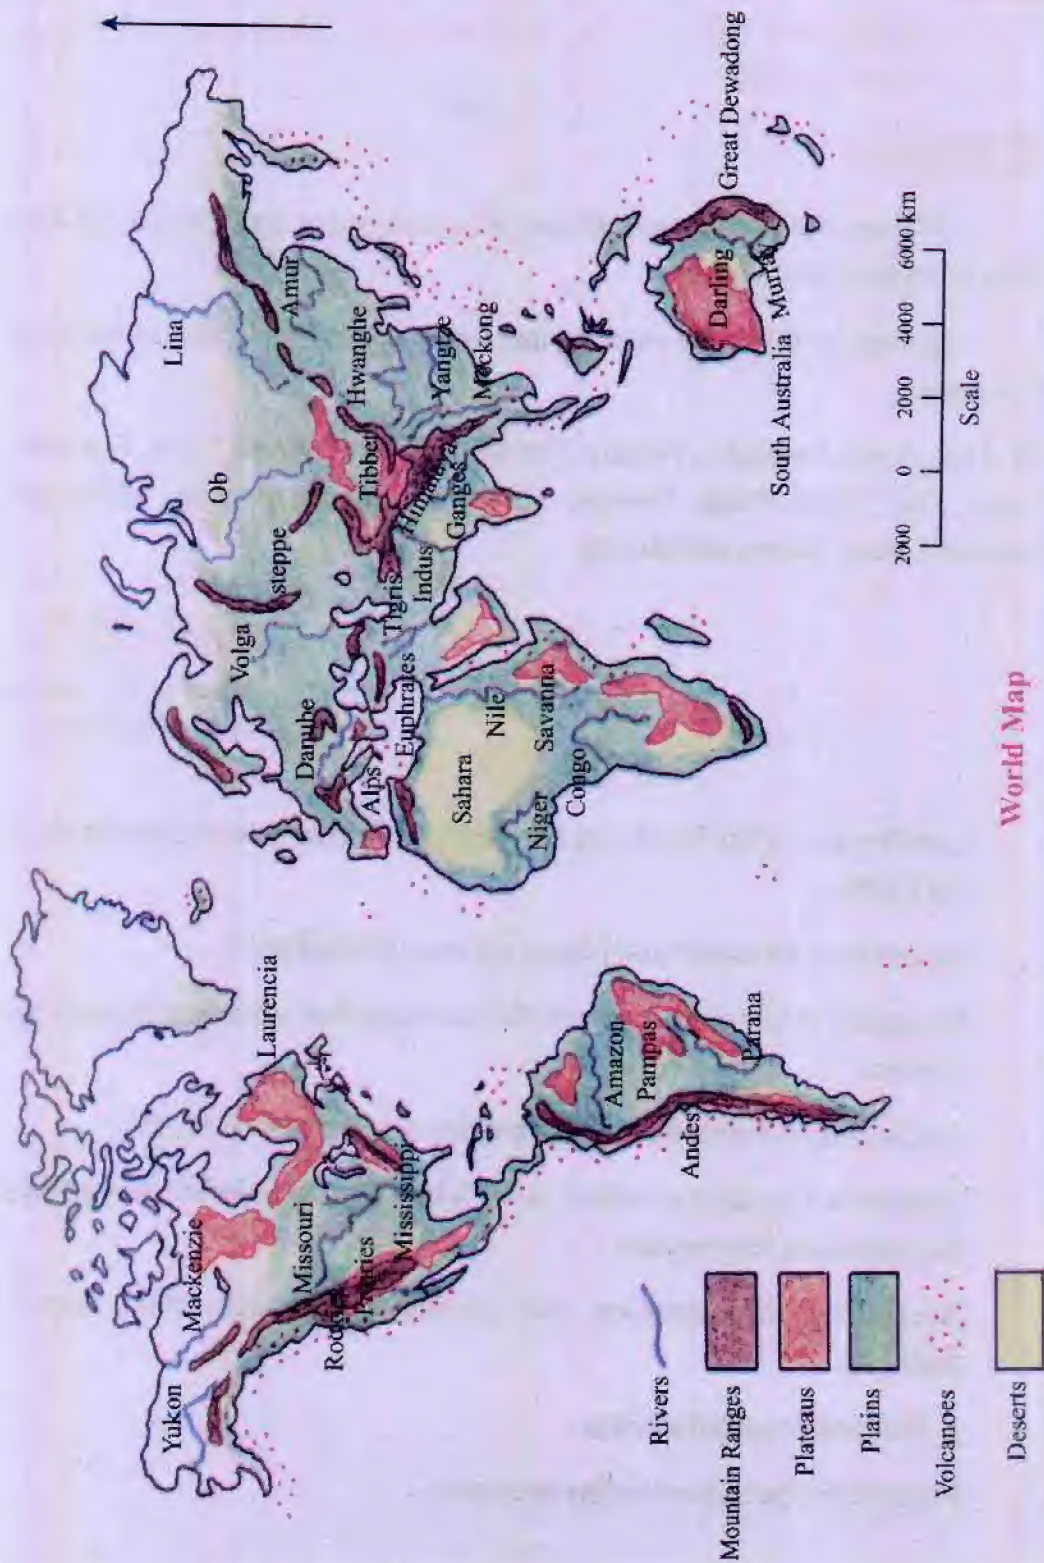 Yukon
Mackenzie
Laurencia
Missouri
Prairies
Mississippi
Amazon
Pampas
Parana
Andes
Volga
Ob
Lina
steppe
Danube
Alps
Euphrates
Tigris
Indus
Ganges
Himalaya
Tibbet
Amur
Hwanghe
Yangtze
Meckong
Sahara
Nile
Niger
Savanna
Congo
Darling
Murray
Great Dewadong
South Australia
2000 0 2000 4000 6000 km
Scale
Rivers
Mountain Ranges
Plateaus
Plains
Volcanoes
Deserts
World Map